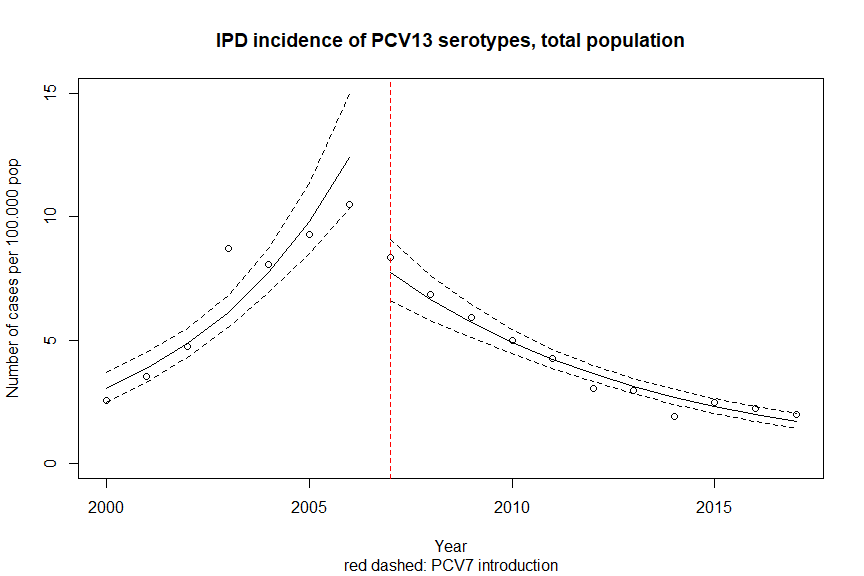 IPD incidence of PCV13 serotypes, total population
Number of cases per 100.000 pop
15
10
5
0
2000 2005 2010 2015
Year
red dashed: PCV7 introduction